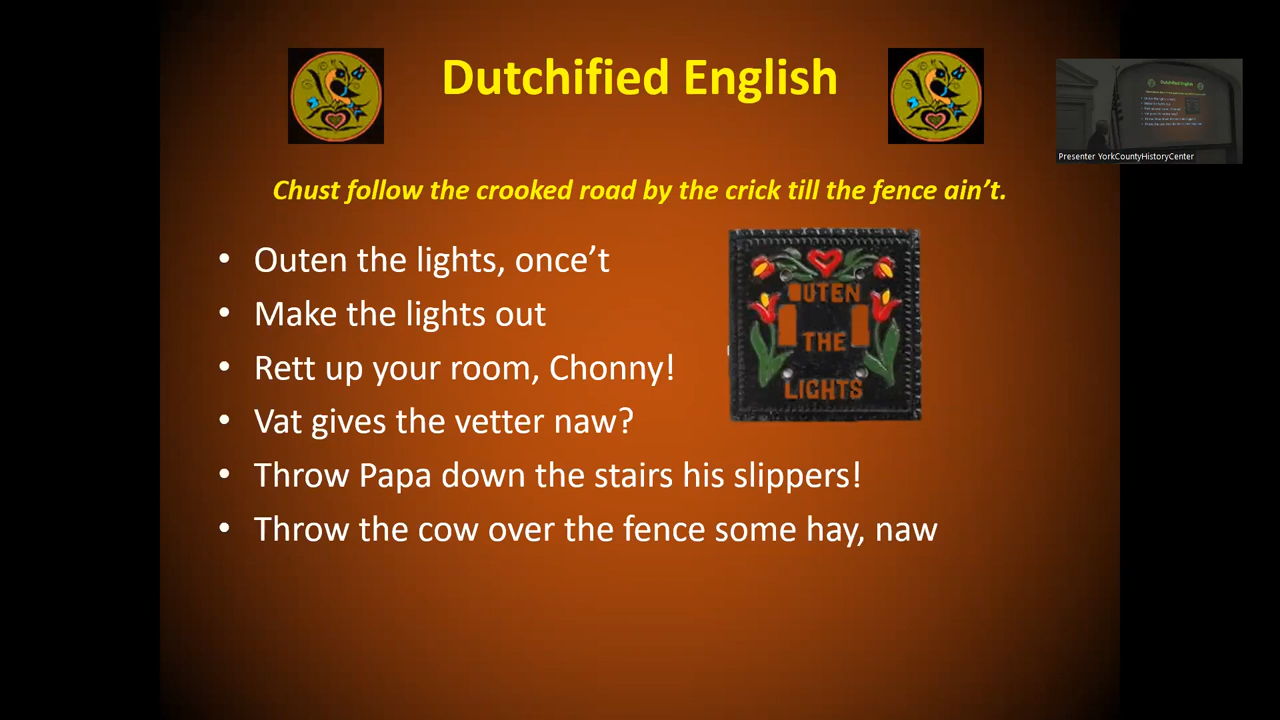 Dutchified English
Chust follow the crooked road by the crick till the fence ain't.
• Outen the lights, once't
• Make the lights out
• Rett up your room, Chonny!
• Vat gives the vetter naw?
• Throw Papa down the stairs his slippers!
• Throw the cow over the fence some hay, naw
OUTEN
THE
LIGHTS
Dutchified English
Presenter YorkCountyHistoryCenter